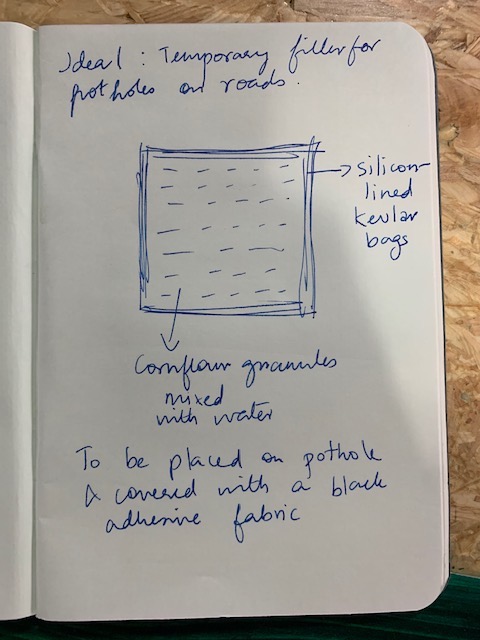 Idea1 : Temporary filler for
potholes on roads.
silicon-
lined
kevlar
bags
Cornflour granules
mixed
with water
To be placed on pothole
& covered with a black
adhesive fabric